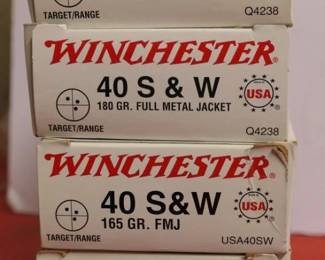 TARGET/RANGE Q4238
WINCHESTER
40 S & W
180 GR. FULL METAL JACKET
USA
TARGET/RANGE Q4238
WINCHESTER
40 S&W
165 GR. FMJ
USA
TARGET/RANGE USA40SW